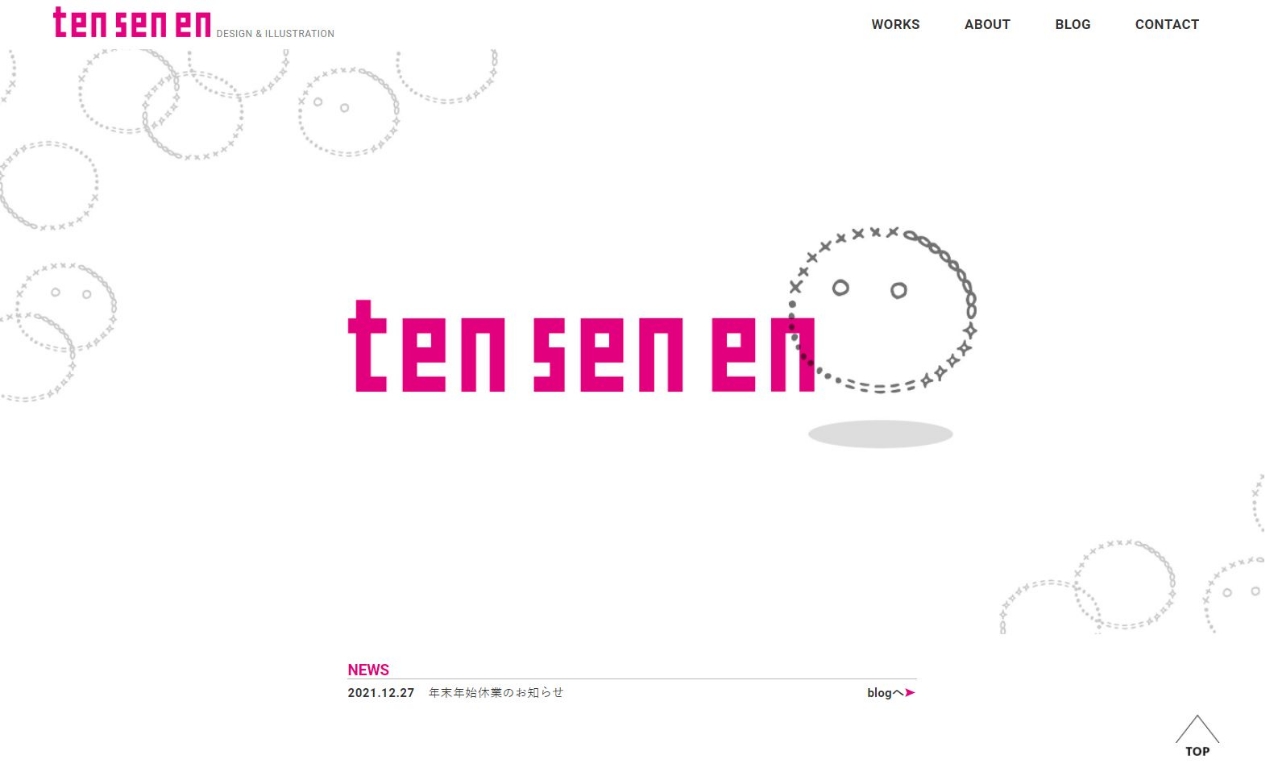 ten sen en DESIGN & ILLUSTRATION
WORKS ABOUT BLOG CONTACT
ten sen en
NEWS
2021.12.27 年末年始休業のお知らせ blogへ➤
TOP